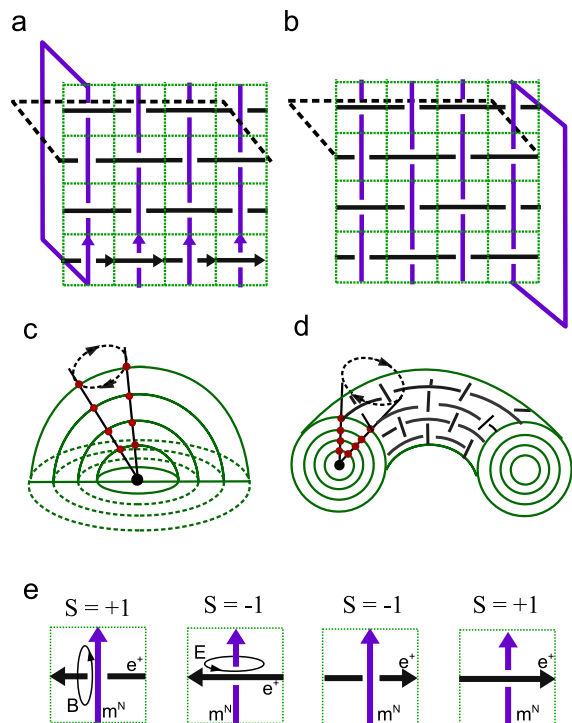 a b
c d
e
S = +1 S = -1 S = -1 S = +1
B e⁺ mᴺ E e⁺ mᴺ e⁺ mᴺ e⁺ mᴺ